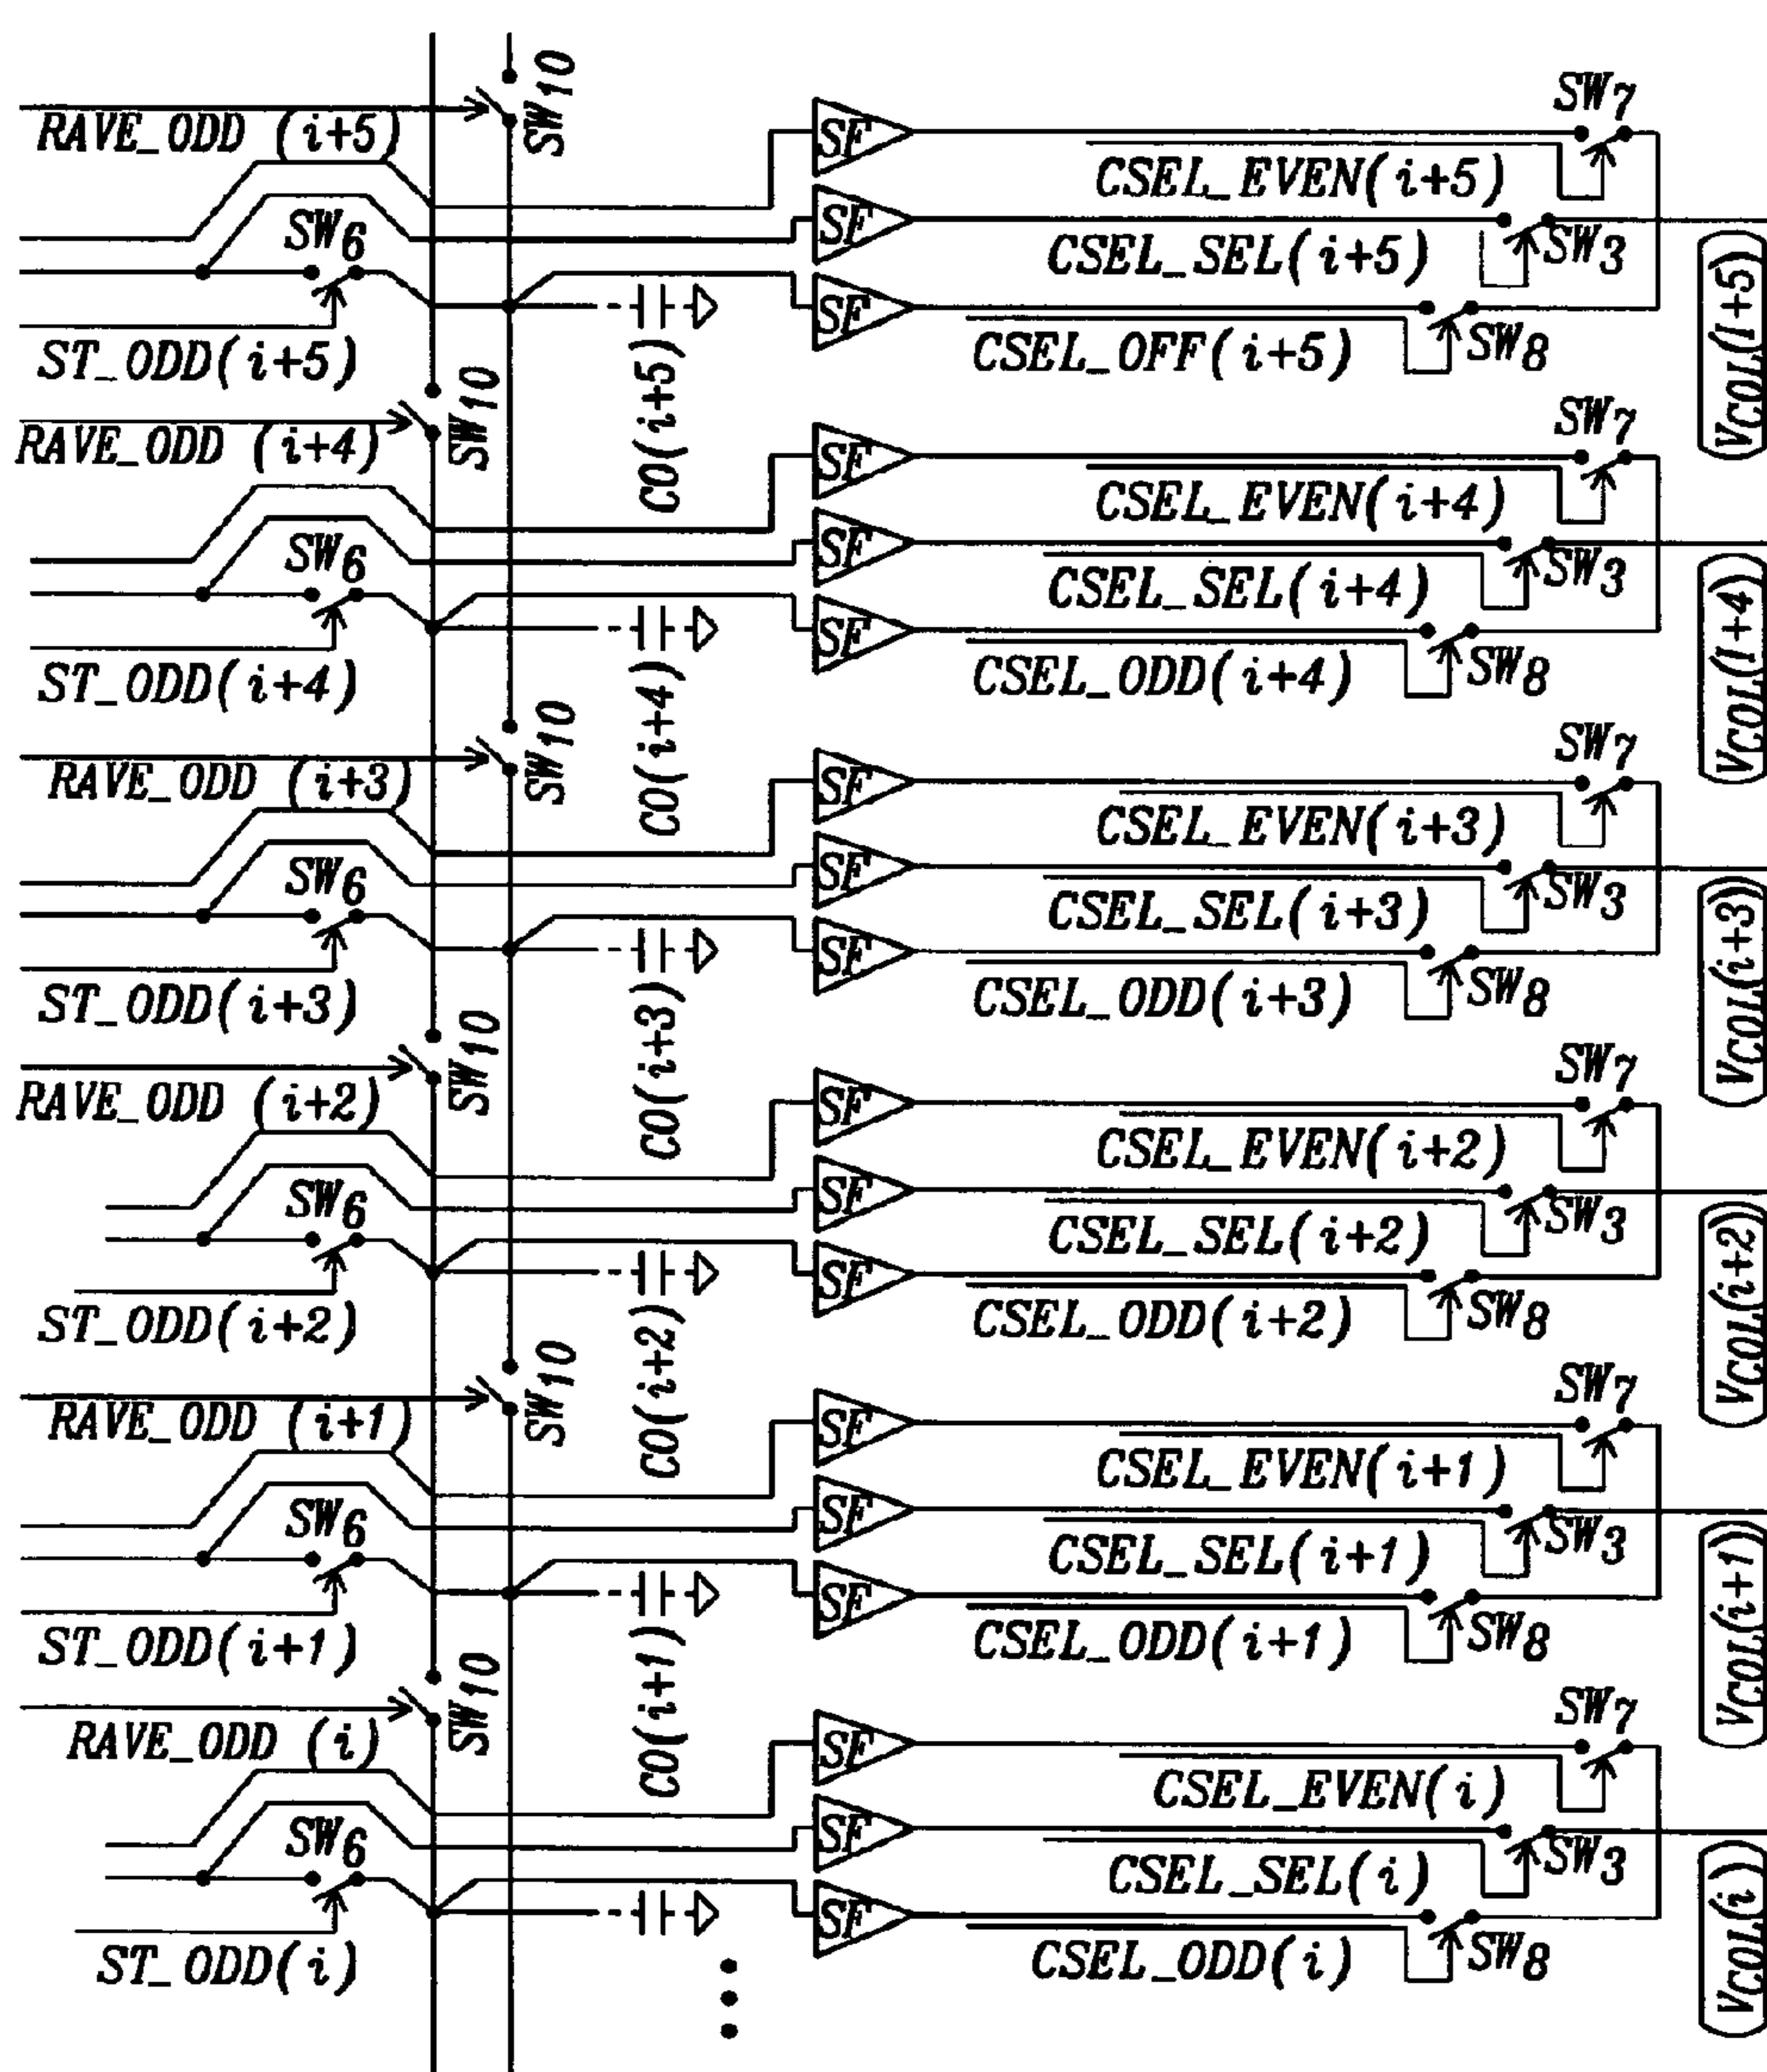 SW10
SW7
RAVE_ODD (i+5)
SF
CSEL_EVEN(i+5)
SW6
SF
SW3
CSEL_SEL(i+5)
SF
ST_ODD(i+5)
CSEL_OFF(i+5)
SW8
CO(i+5)
VCOL(I+5)
SW10
SW7
RAVE_ODD (i+4)
SF
CSEL_EVEN(i+4)
SW6
SF
SW3
CSEL_SEL(i+4)
SF
ST_ODD(i+4)
CSEL_ODD(i+4)
SW8
CO(i+4)
VCOL(I+4)
SW10
SW7
RAVE_ODD (i+3)
SF
CSEL_EVEN(i+3)
SW6
SF
SW3
CSEL_SEL(i+3)
SF
ST_ODD(i+3)
CSEL_ODD(i+3)
SW8
CO(i+3)
VCOL(i+3)
SW10
SW7
RAVE_ODD (i+2)
SF
CSEL_EVEN(i+2)
SW6
SF
SW3
CSEL_SEL(i+2)
SF
ST_ODD(i+2)
CSEL_ODD(i+2)
SW8
CO(i+2)
VCOL(i+2)
SW10
SW7
RAVE_ODD (i+1)
SF
CSEL_EVEN(i+1)
SW6
SF
SW3
CSEL_SEL(i+1)
SF
ST_ODD(i+1)
CSEL_ODD(i+1)
SW8
CO(i+1)
VCOL(i+1)
SW10
SW7
RAVE_ODD (i)
SF
CSEL_EVEN(i)
SW6
SF
SW3
CSEL_SEL(i)
SF
ST_ODD(i)
CSEL_ODD(i)
SW8
VCOL(i)